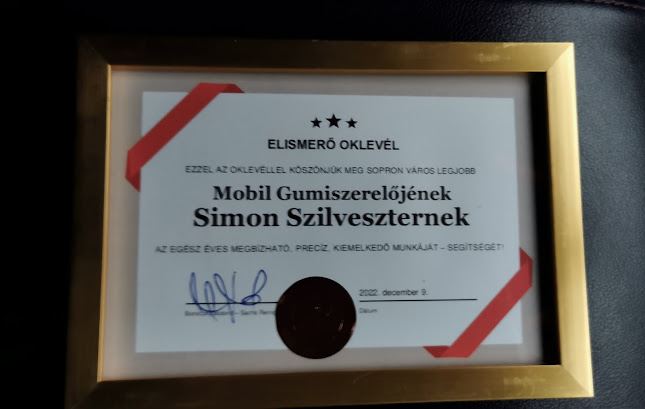 ELISMERŐ OKLEVÉL
EZZEL AZ OKLEVÉLLEL KÖSZÖNJÜK MEG SOPRON VÁROS LEGJOBB
Mobil Gumiszerelőjének
Simon Szilveszternek
AZ EGÉSZ ÉVES MEGBÍZHATÓ, PRECÍZ, KIEMELKEDŐ MUNKÁJÁT – SEGÍTSÉGÉT!
2022. december 9.
Dátum